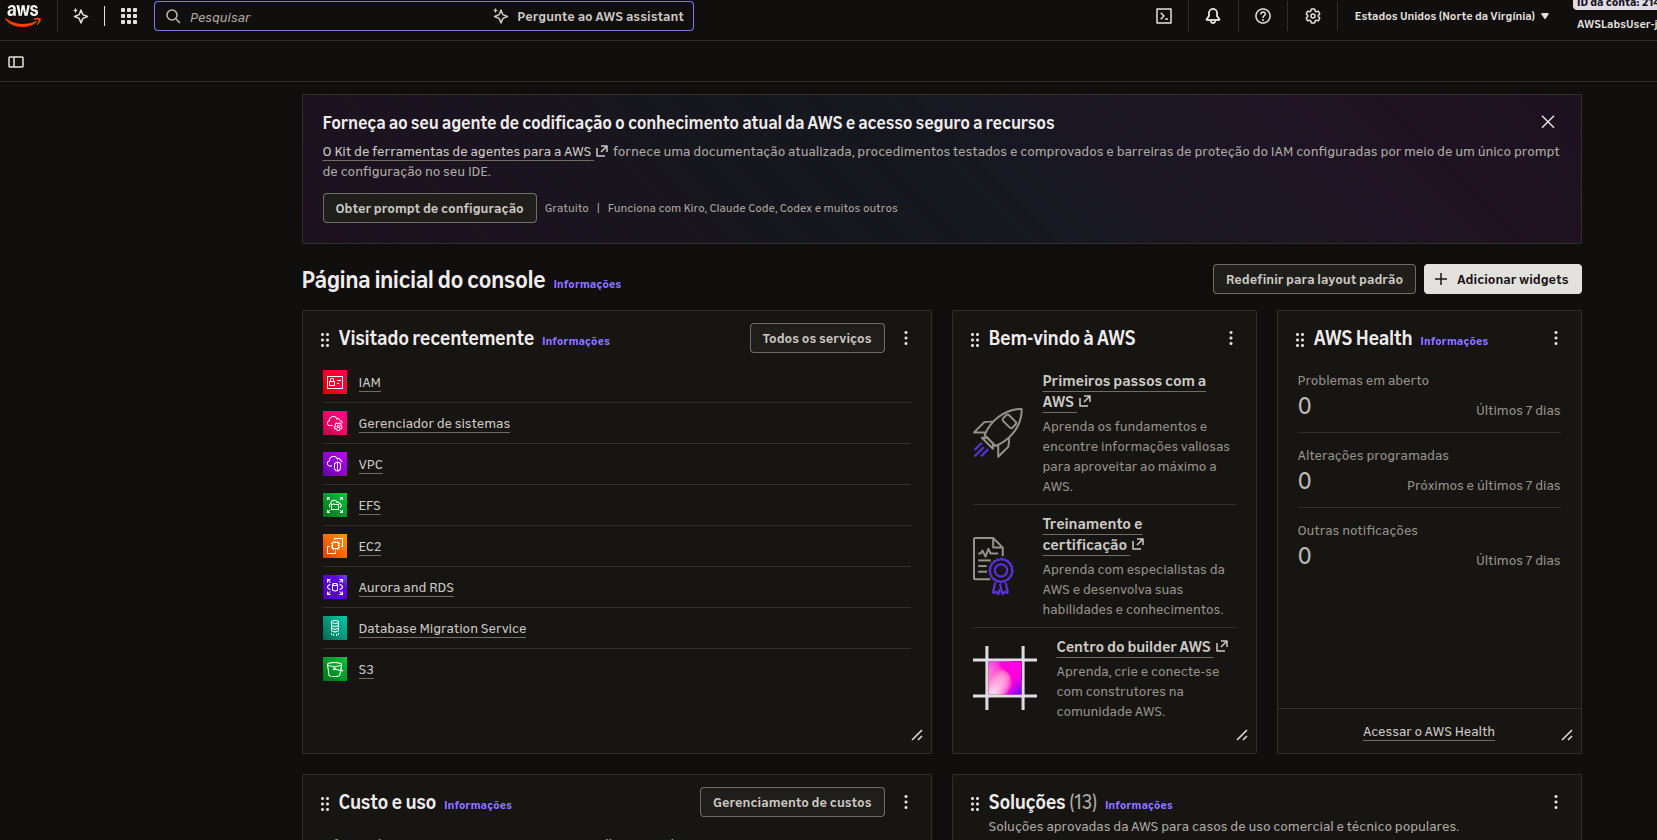 aws
Pesquisar
Pergunte ao AWS assistant
Estados Unidos (Norte da Virgínia)
ID da conta: 214
AWSLabsUser-j
Forneça ao seu agente de codificação o conhecimento atual da AWS e acesso seguro a recursos
O Kit de ferramentas de agentes para a AWS fornece uma documentação atualizada, procedimentos testados e comprovados e barreiras de proteção do IAM configuradas por meio de um único prompt
de configuração no seu IDE.
Obter prompt de configuração
Gratuito | Funciona com Kiro, Claude Code, Codex e muitos outros
Página inicial do console Informações
Redefinir para layout padrão
Adicionar widgets
Visitado recentemente Informações
Todos os serviços
IAM
Gerenciador de sistemas
VPC
EFS
EC2
Aurora and RDS
Database Migration Service
S3
Bem-vindo à AWS
Primeiros passos com a
AWS
Aprenda os fundamentos e
encontre informações valiosas
para aproveitar ao máximo a
AWS.
Treinamento e
certificação
Aprenda com especialistas da
AWS e desenvolva suas
habilidades e conhecimentos.
Centro do builder AWS
Aprenda, crie e conecte-se
com construtores na
comunidade AWS.
AWS Health Informações
Problemas em aberto
0
Últimos 7 dias
Alterações programadas
0
Próximos e últimos 7 dias
Outras notificações
0
Últimos 7 dias
Acessar o AWS Health
Custo e uso Informações
Gerenciamento de custos
Soluções (13) Informações
Soluções aprovadas da AWS para casos de uso comercial e técnico populares.